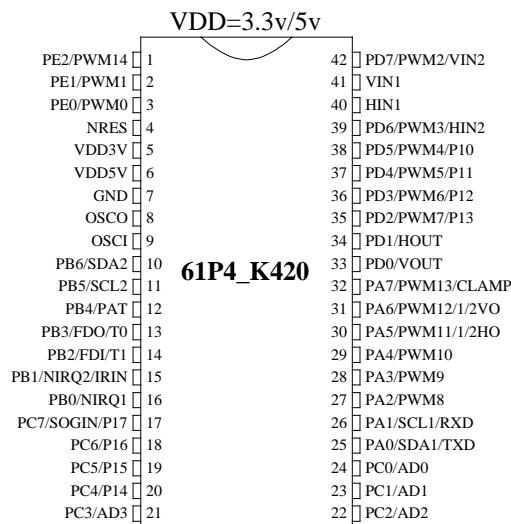 VDD=3.3v/5v
PE2/PWM14 1 42 PD7/PWM2/VIN2
PE1/PWM1 2 41 VIN1
PE0/PWM0 3 40 HIN1
NRES 4 39 PD6/PWM3/HIN2
VDD3V 5 38 PD5/PWM4/P10
VDD5V 6 37 PD4/PWM5/P11
GND 7 36 PD3/PWM6/P12
OSCO 8 35 PD2/PWM7/P13
OSCI 9 34 PD1/HOUT
PB6/SDA2 10 61P4_K420 33 PD0/VOUT
PB5/SCL2 11 32 PA7/PWM13/CLAMP
PB4/PAT 12 31 PA6/PWM12/1/2VO
PB3/FDO/T0 13 30 PA5/PWM11/1/2HO
PB2/FDI/T1 14 29 PA4/PWM10
PB1/NIRQ2/IRIN 15 28 PA3/PWM9
PB0/NIRQ1 16 27 PA2/PWM8
PC7/SOGIN/P17 17 26 PA1/SCL1/RXD
PC6/P16 18 25 PA0/SDA1/TXD
PC5/P15 19 24 PC0/AD0
PC4/P14 20 23 PC1/AD1
PC3/AD3 21 22 PC2/AD2